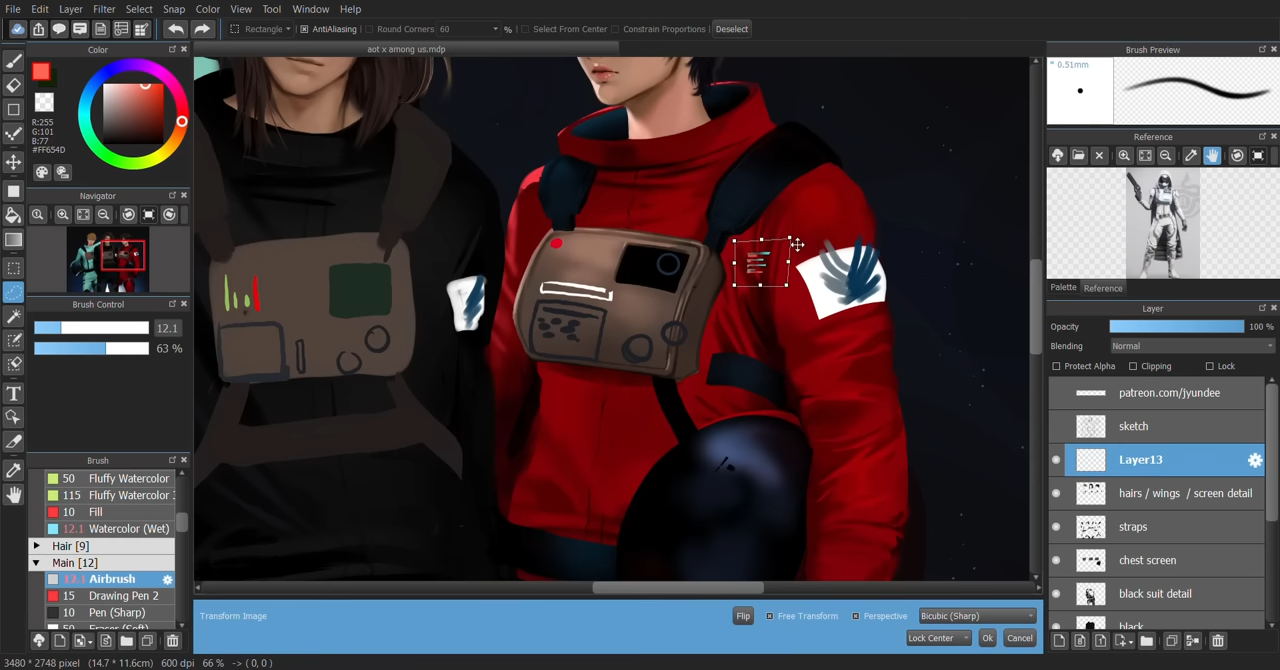 File Edit Layer Filter Select Snap Color View Tool Window Help
Rectangle AntiAliasing Round Corners 60 % Select From Center Constrain Proportions Deselect
Color
aot x among us.mdp
Brush Preview
* 0.51mm
R:255
G:101
B:77
#FF654D
Reference
Navigator
Palette Reference
Brush Control
12.1
63 %
Layer
Opacity 100 %
Blending Normal
Protect Alpha Clipping Lock
patreon.com/jyundee
sketch
Layer13
hairs / wings / screen detail
straps
chest screen
black suit detail
black
Brush
50 Fluffy Watercolor
115 Fluffy Watercolor
10 Fill
12.1 Watercolor (Wet)
Hair [9]
Main [12]
12.1 Airbrush
15 Drawing Pen 2
10 Pen (Sharp)
50 Eraser (Soft)
Transform Image Flip Free Transform Perspective Bicubic (Sharp)
Lock Center Ok Cancel
3480 * 2748 pixel (14.7 * 11.6cm) 600 dpi 66 % -> ( 0, 0 )